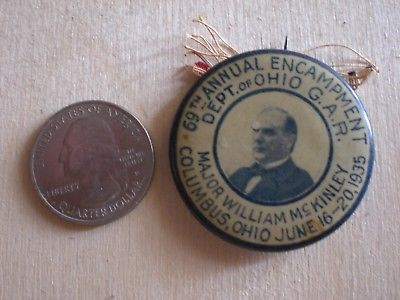 UNITED STATES OF AMERICA
LIBERTY
QUARTER DOLLAR
69TH ANNUAL ENCAMPMENT
DEPT. OF OHIO G.A.R.
MAJOR WILLIAM McKINLEY
COLUMBUS, OHIO JUNE 16-20, 1935